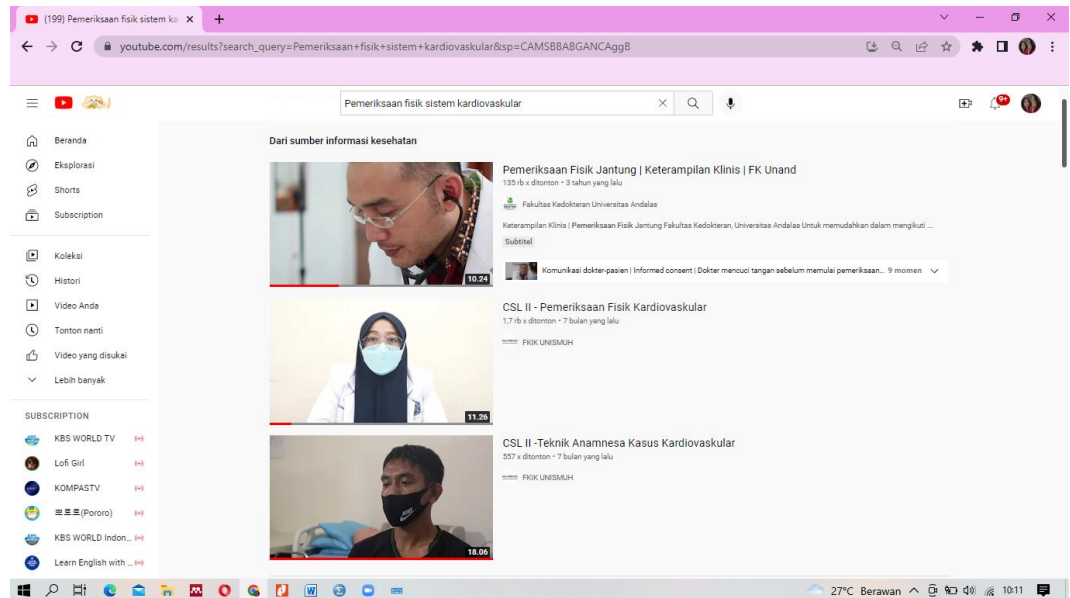 (199) Pemeriksaan fisik sistem ka
youtube.com/results?search_query=Pemeriksaan+fisik+sistem+kardiovaskular&sp=CAMSBBABGANCAggB
Pemeriksaan fisik sistem kardiovaskular
9+
Beranda
Eksplorasi
Shorts
Subscription
Koleksi
Histori
Video Anda
Tonton nanti
Video yang disukai
Lebih banyak
SUBSCRIPTION
KBS WORLD TV
Lofi Girl
KOMPASTV
뽀로로(Pororo)
KBS WORLD Indon...
Learn English with ...
Dari sumber informasi kesehatan
10.24
Pemeriksaan Fisik Jantung | Keterampilan Klinis | FK Unand
135 rb x ditonton • 3 tahun yang lalu
Fakultas Kedokteran Universitas Andalas
Keterampilan Klinis | Pemeriksaan Fisik Jantung Fakultas Kedokteran, Universitas Andalas Untuk memudahkan dalam mengikuti ...
Subtitel
Komunikasi dokter-pasien | Informed consent | Dokter mencuci tangan sebelum memulai pemeriksaan... 9 momen
11.26
CSL II - Pemeriksaan Fisik Kardiovaskular
1,7 rb x ditonton • 7 bulan yang lalu
FKIK UNISMUH
18.06
CSL II -Teknik Anamnesa Kasus Kardiovaskular
557 x ditonton • 7 bulan yang lalu
FKIK UNISMUH
27°C Berawan
10:11